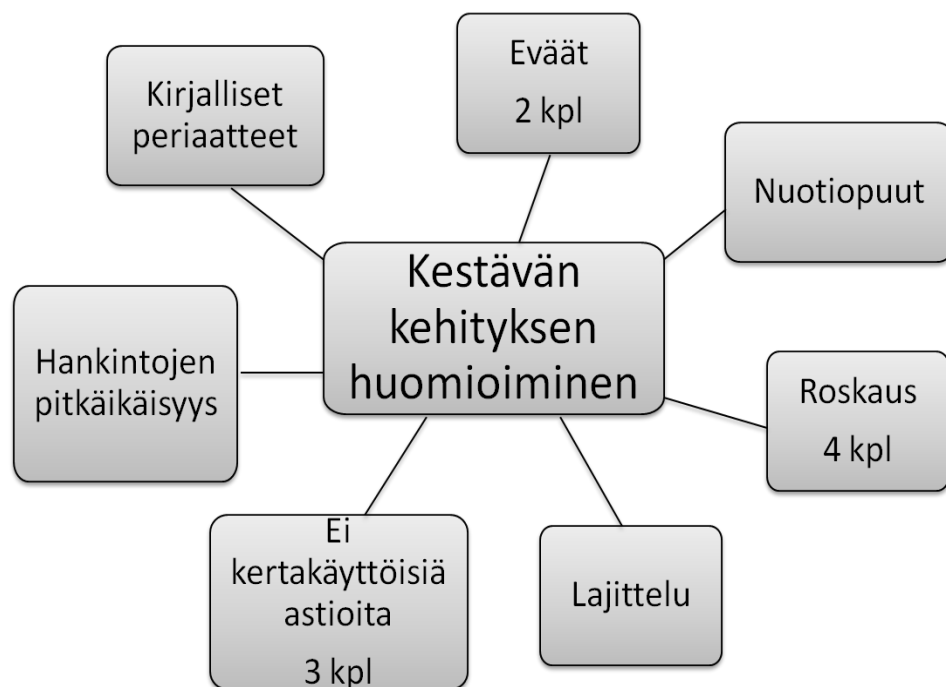 Eväät
2 kpl
Kirjalliset
periaatteet
Nuotiopuut
Kestävän
kehityksen
huomioiminen
Hankintojen
pitkäikäisyys
Roskaus
4 kpl
Ei
kertakäyttöisiä
astioita
3 kpl
Lajittelu